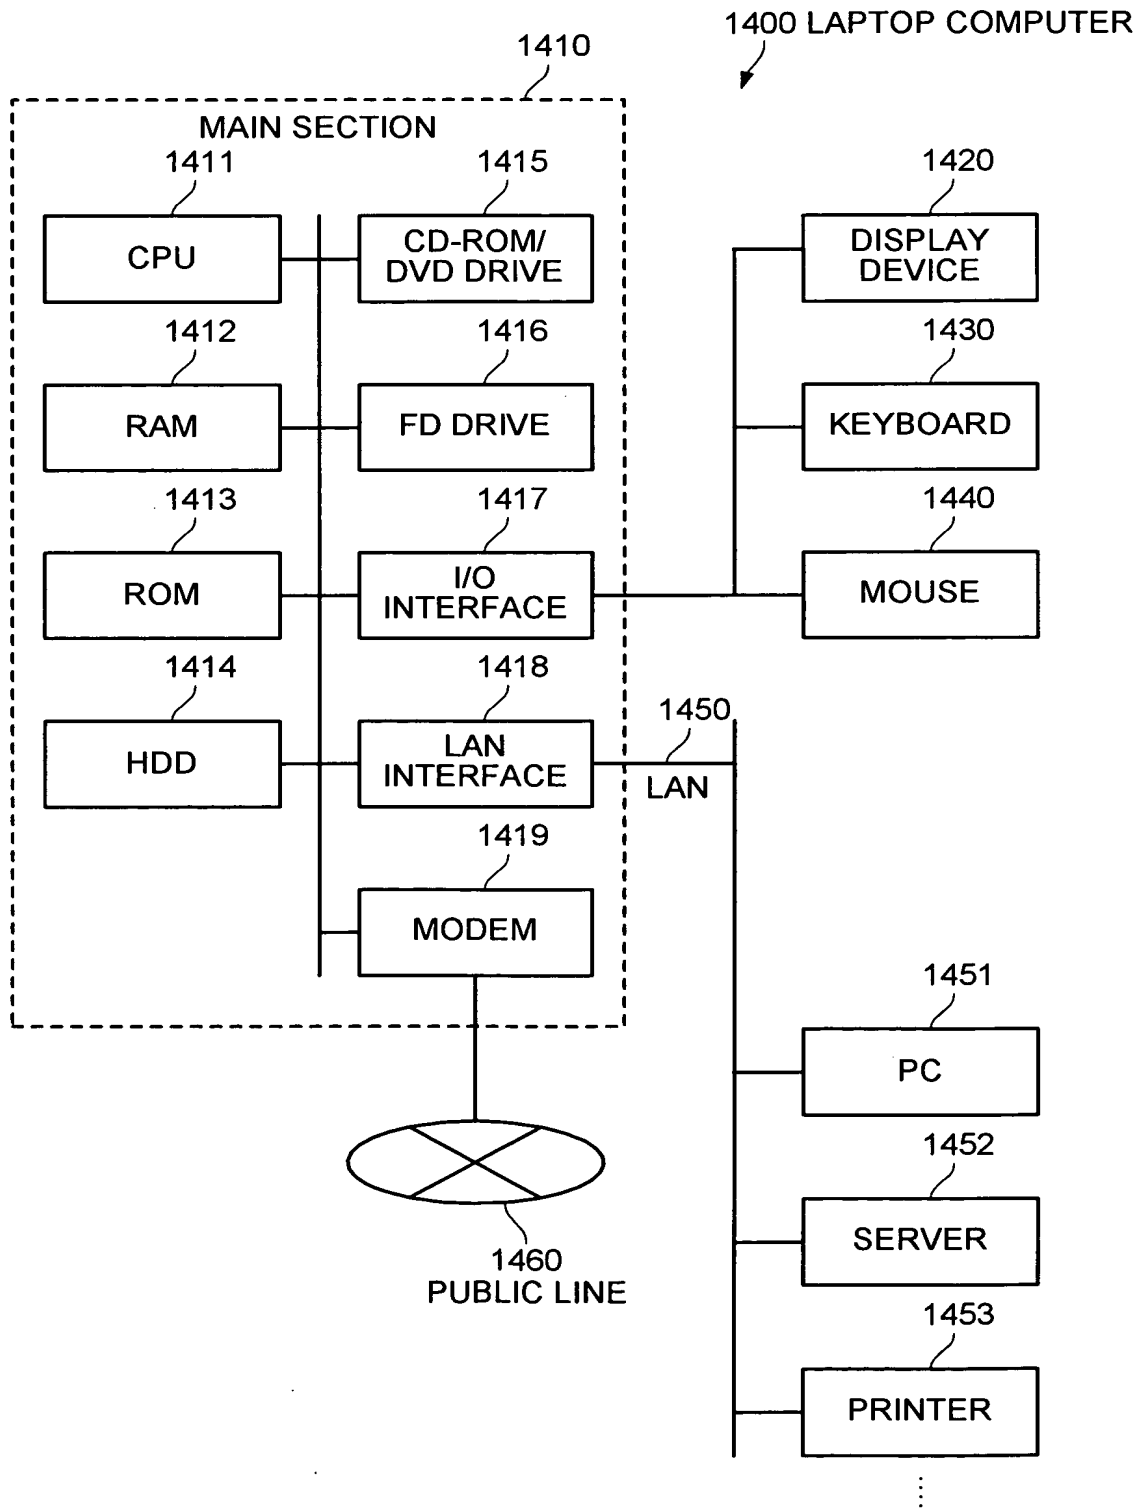 1400 LAPTOP COMPUTER
1410
MAIN SECTION
1411
CPU
1415
CD-ROM/
DVD DRIVE
1412
RAM
1416
FD DRIVE
1413
ROM
1417
I/O
INTERFACE
1414
HDD
1418
LAN
INTERFACE
1419
MODEM
1420
DISPLAY
DEVICE
1430
KEYBOARD
1440
MOUSE
1450
LAN
1451
PC
1452
SERVER
1453
PRINTER
1460
PUBLIC LINE